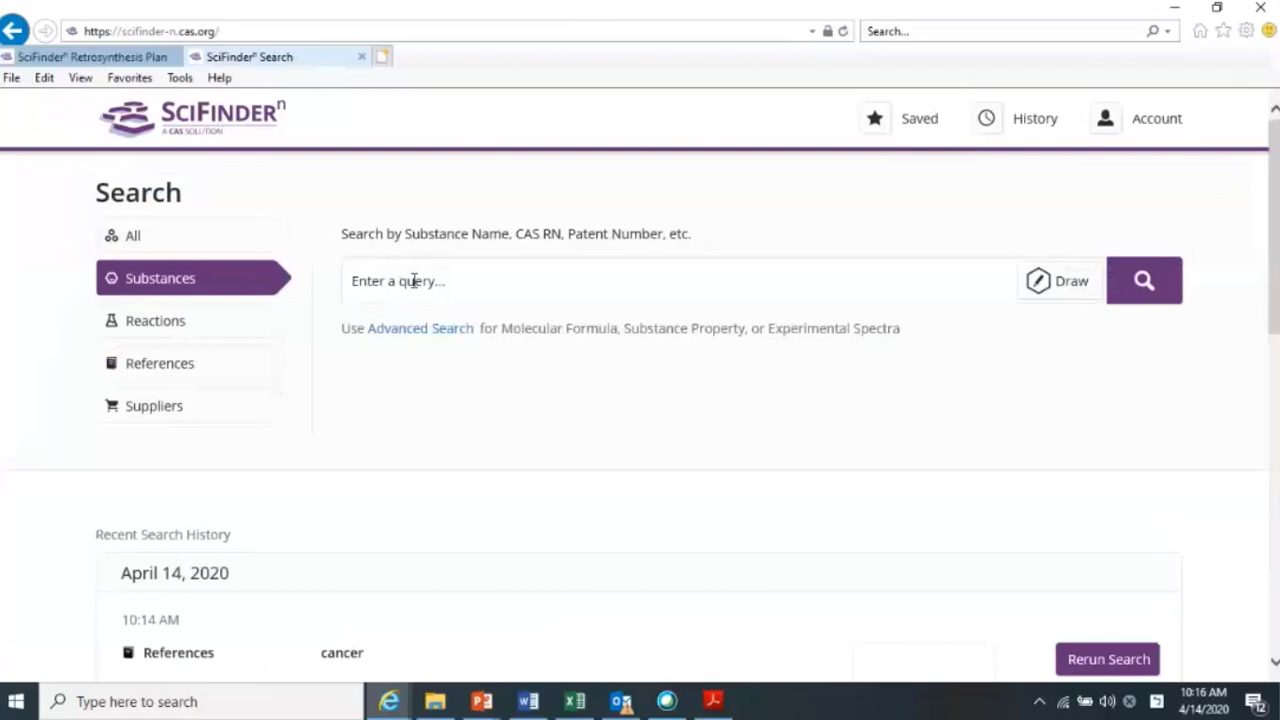 https://scifinder-n.cas.org/
Search...
SciFinder® Retrosynthesis Plan
SciFinder® Search
File Edit View Favorites Tools Help
SCIFINDERⁿ
A CAS SOLUTION
Saved
History
Account
Search
All
Substances
Reactions
References
Suppliers
Search by Substance Name, CAS RN, Patent Number, etc.
Enter a query...
Draw
Use Advanced Search for Molecular Formula, Substance Property, or Experimental Spectra
Recent Search History
April 14, 2020
10:14 AM
References cancer
Rerun Search
Type here to search
10:16 AM
4/14/2020
12